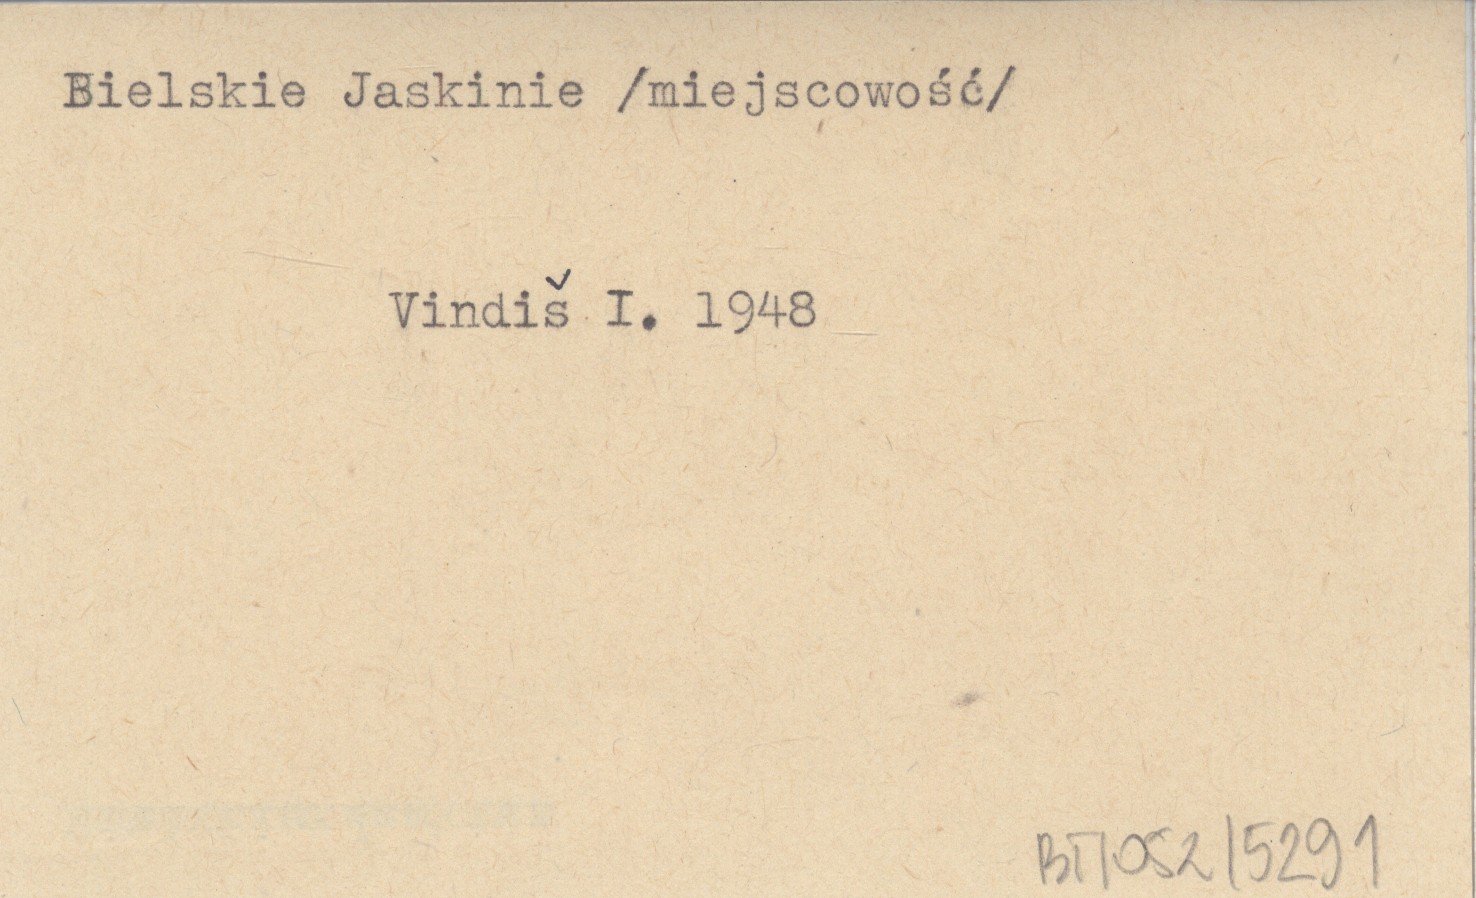 Bielskie Jaskinie /miejscowość/
Vindiš I. 1948
BT/052/5291